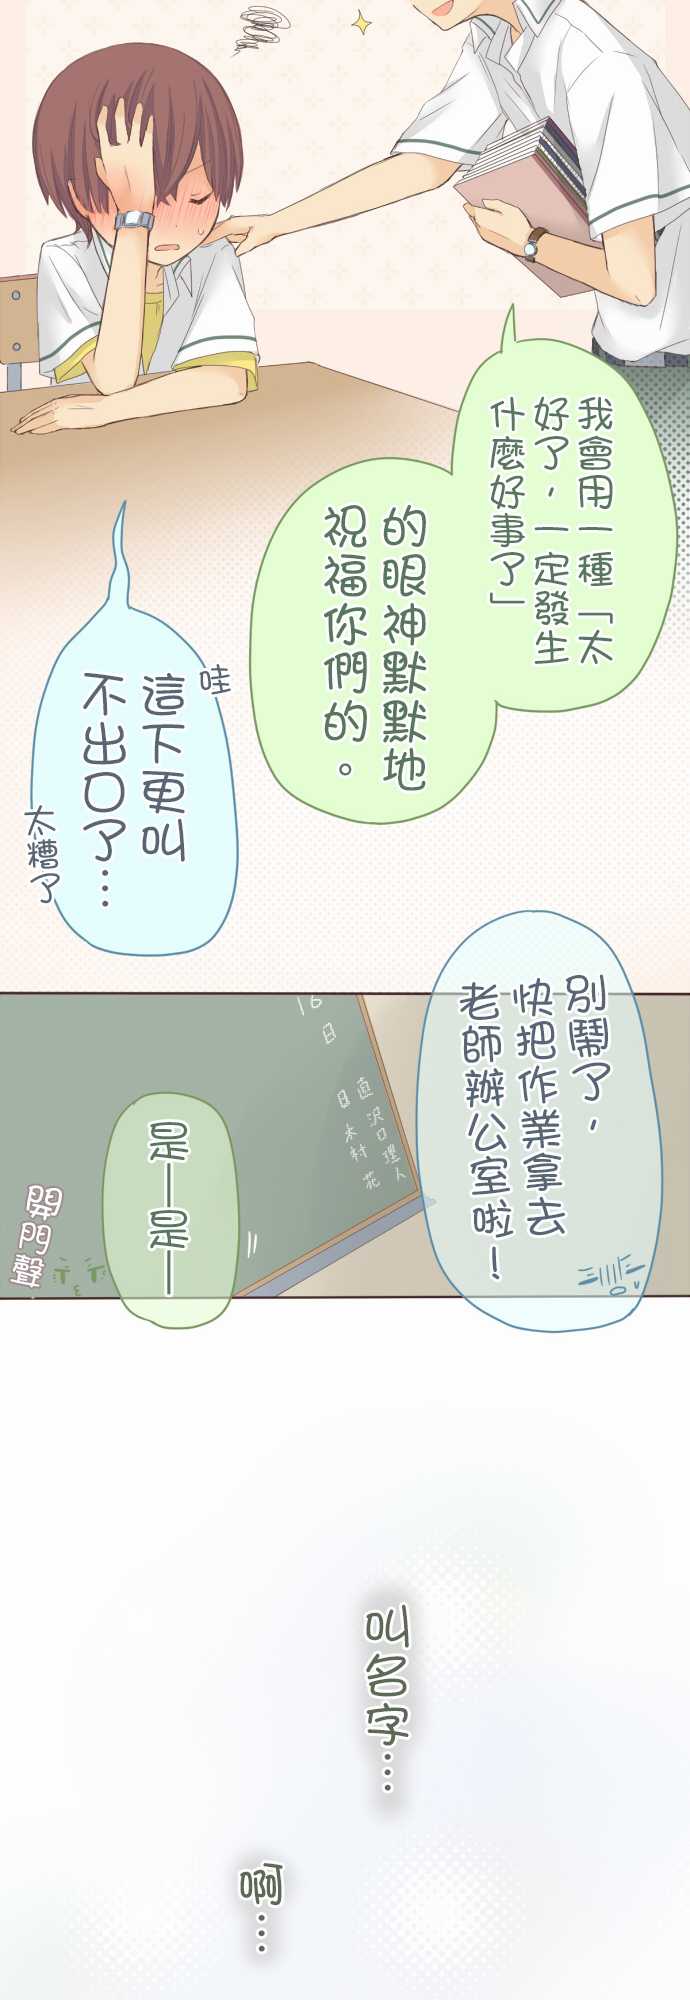 我會用一種「太
好了，一定發生
什麼好事了」
的眼神默默地
祝福你們的。
哇
這下更叫
不出口了…
太糟了
別鬧了，
快把作業拿去
老師辦公室啦！
16
日
日直
沢口理人
木村花
是—是—
開門聲
叫名字…
啊…